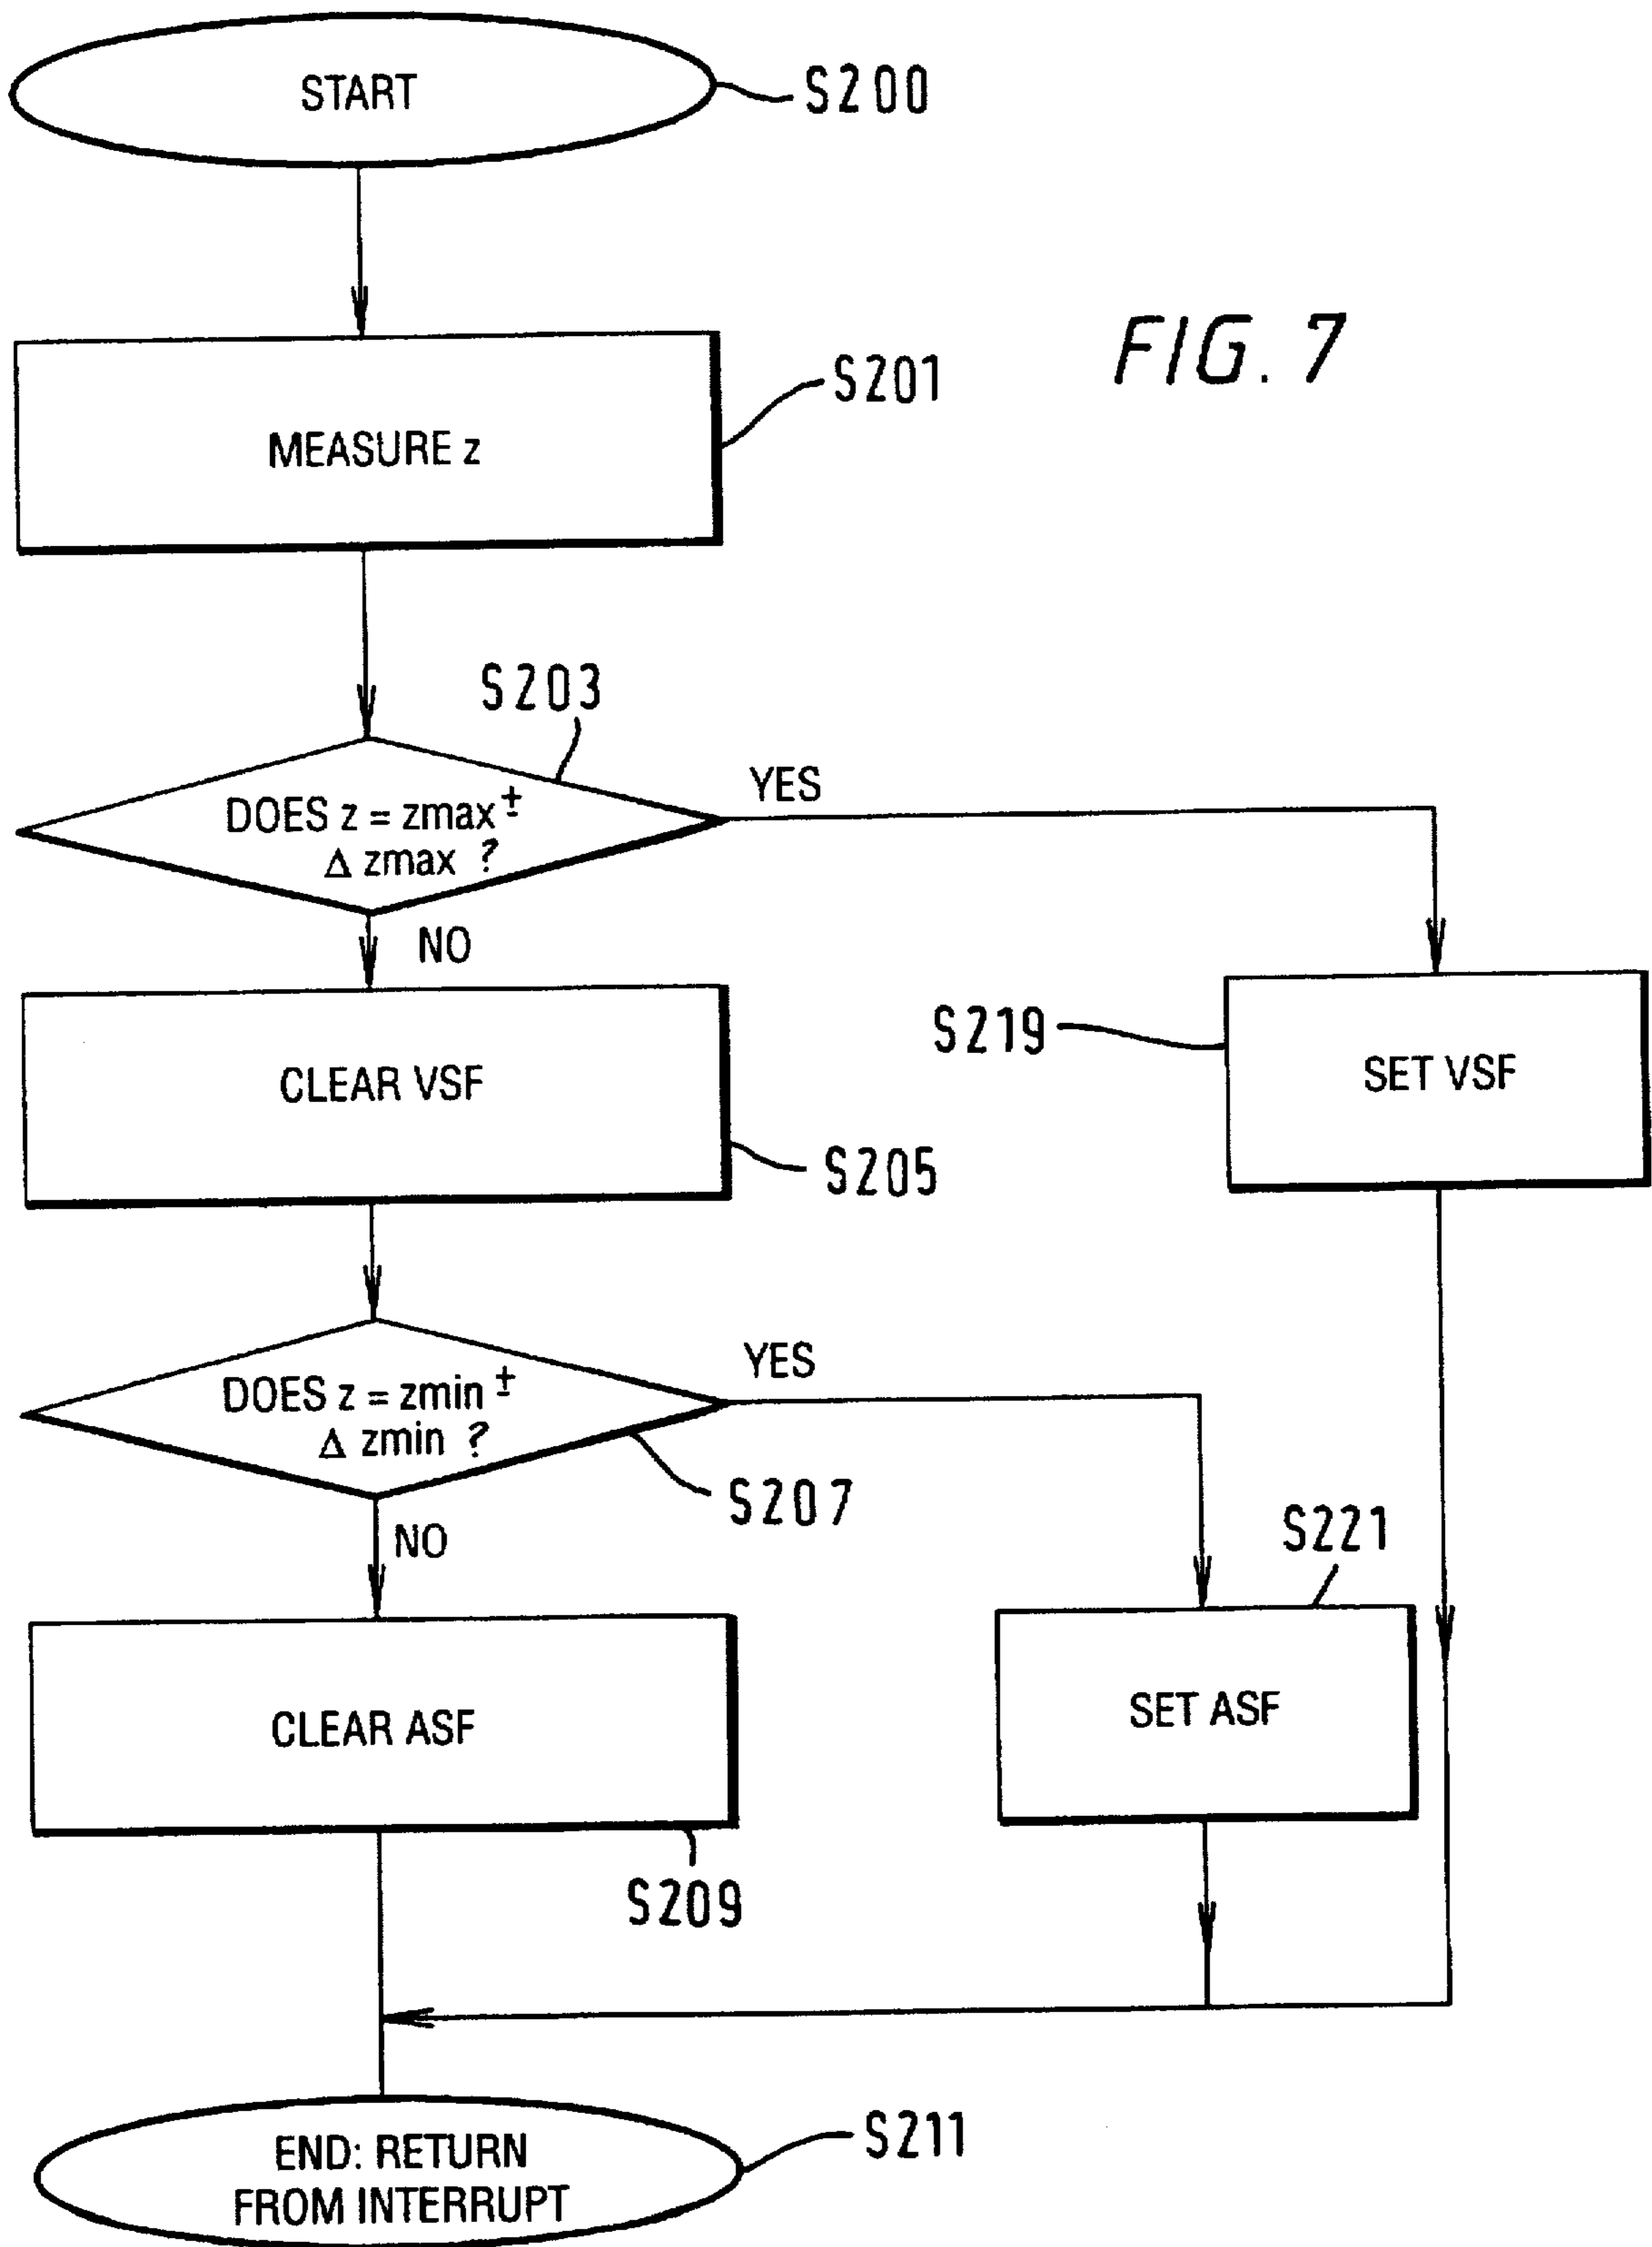 START
S200
FIG. 7
S201
MEASURE z
S203
DOES z = zmax ±
Δ zmax ?
YES
NO
CLEAR VSF
S205
S219
SET VSF
DOES z = zmin ±
Δ zmin ?
YES
S207
NO
S221
CLEAR ASF
SET ASF
S209
END: RETURN
FROM INTERRUPT
S211